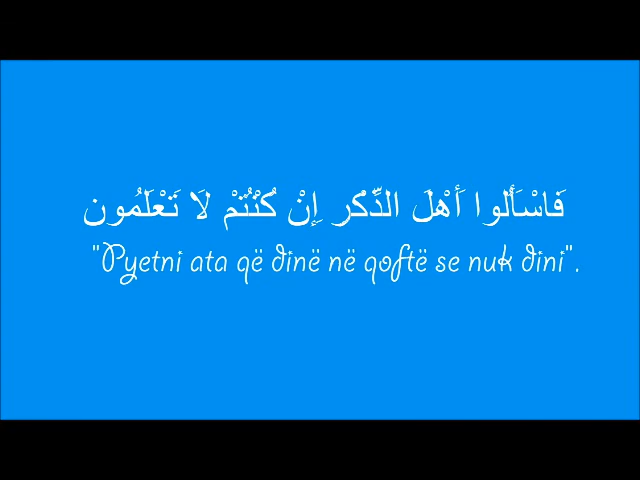 فَاسْأَلُوا أَهْلَ الذِّكْرِ إِنْ كُنْتُمْ لَا تَعْلَمُون
"Pyetni ata që dinë në qoftë se nuk dini".